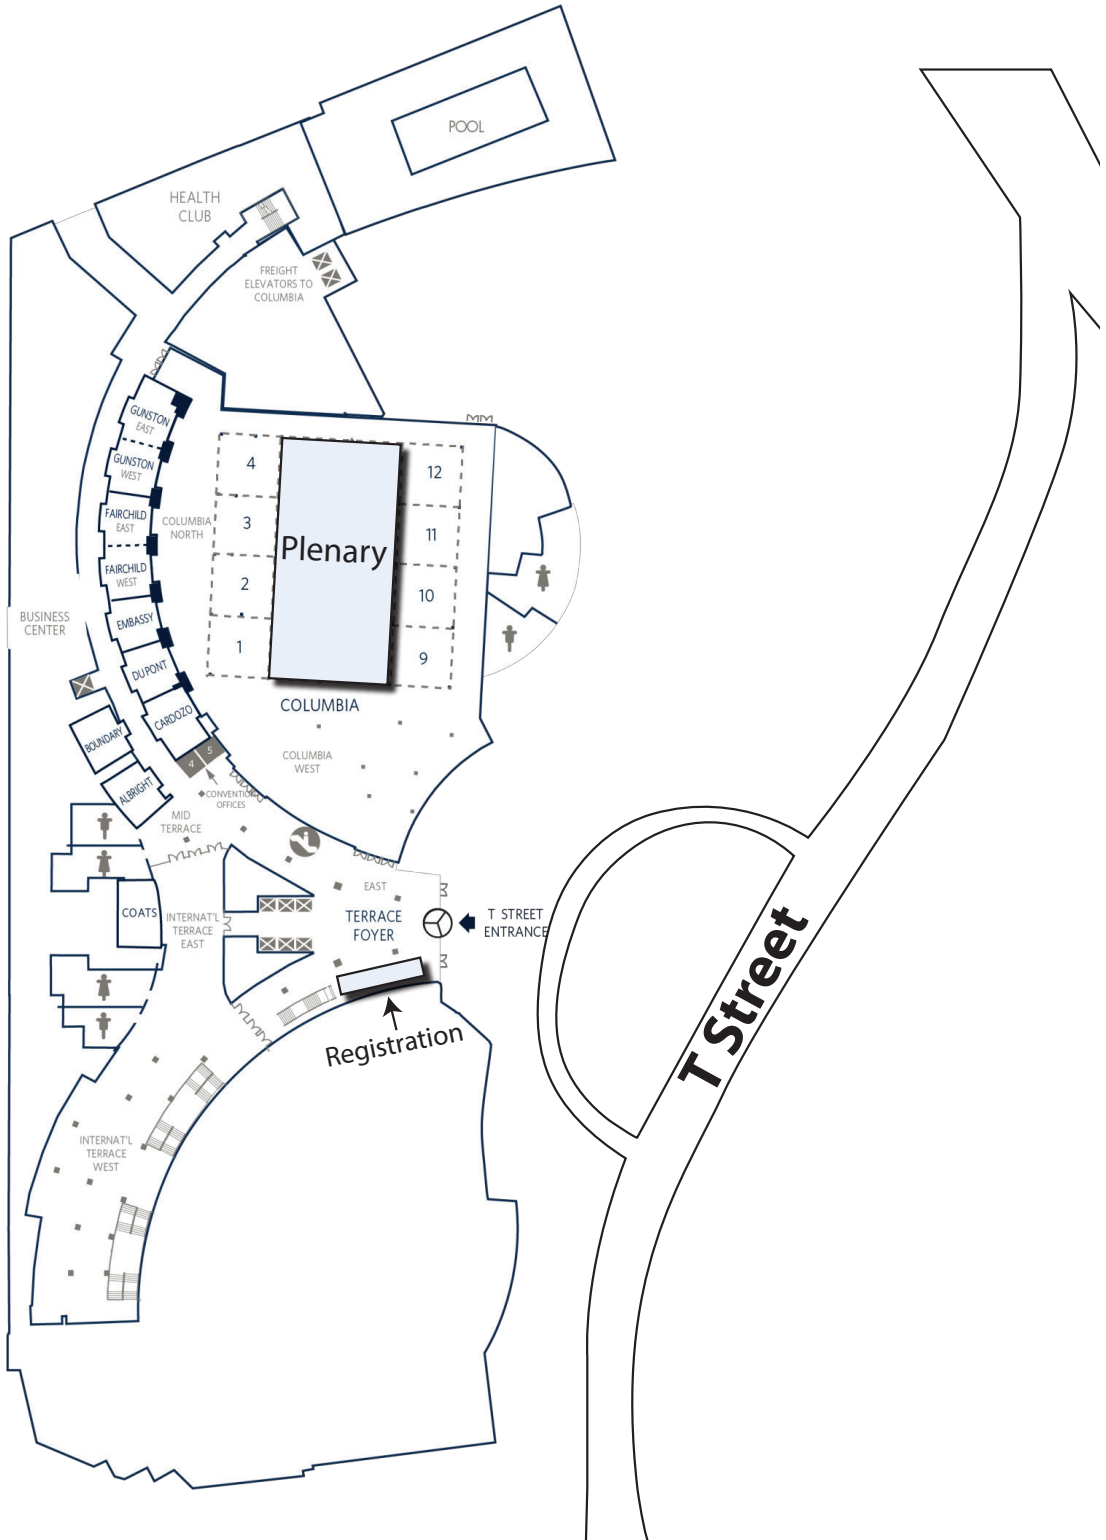 POOL
HEALTH
CLUB
FREIGHT
ELEVATORS TO
COLUMBIA
GUNSTON
EAST
GUNSTON
WEST
FAIRCHILD
EAST
FAIRCHILD
WEST
EMBASSY
DUPONT
CARDOZO
COLUMBIA
NORTH
4
3
2
1
Plenary
12
11
10
9
BUSINESS
CENTER
COLUMBIA
COLUMBIA
WEST
BOUNDARY
ALBRIGHT
4
5
CONVENTION
OFFICES
MID
TERRACE
COATS
INTERNAT'L
TERRACE
EAST
EAST
TERRACE
FOYER
T STREET
ENTRANCE
Registration
INTERNAT'L
TERRACE
WEST
T Street